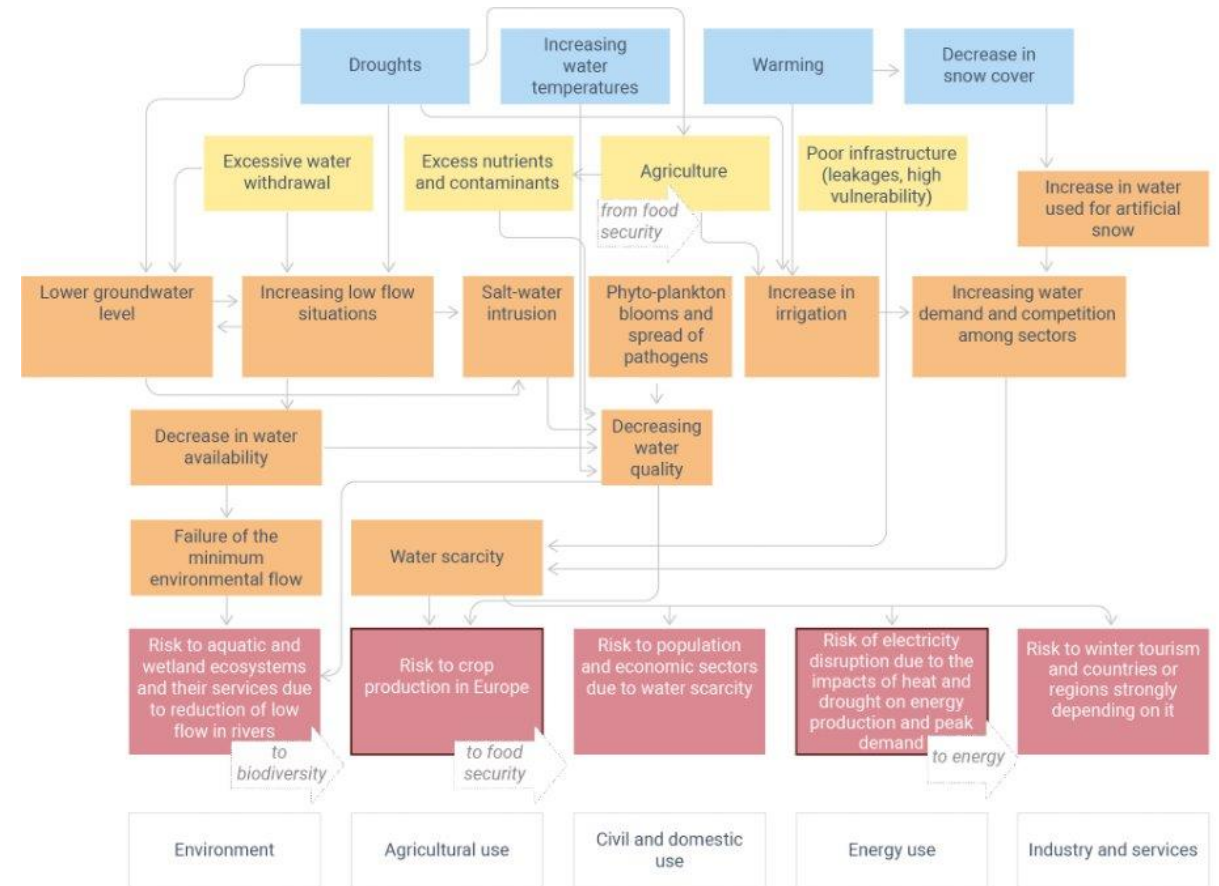 Droughts
Increasing
water
temperatures
Warming
Decrease in
snow cover
Excessive water
withdrawal
Excess nutrients
and contaminants
Agriculture
Poor infrastructure
(leakages, high
vulnerability)
from food
security
Increase in water
used for artificial
snow
Lower groundwater
level
Increasing low flow
situations
Salt-water
intrusion
Phyto-plankton
blooms and
spread of
pathogens
Increase in
irrigation
Increasing water
demand and competition
among sectors
Decrease in water
availability
Decreasing
water
quality
Failure of the
minimum
environmental flow
Water scarcity
Risk to aquatic and
wetland ecosystems
and their services due
to reduction of low
flow in rivers
to
biodiversity
Risk to crop
production in Europe
to food
security
Risk to population
and economic sectors
due to water scarcity
Risk of electricity
disruption due to the
impacts of heat and
drought on energy
production and peak
demand
to energy
Risk to winter tourism
and countries or
regions strongly
depending on it
Environment
Agricultural use
Civil and domestic
use
Energy use
Industry and services